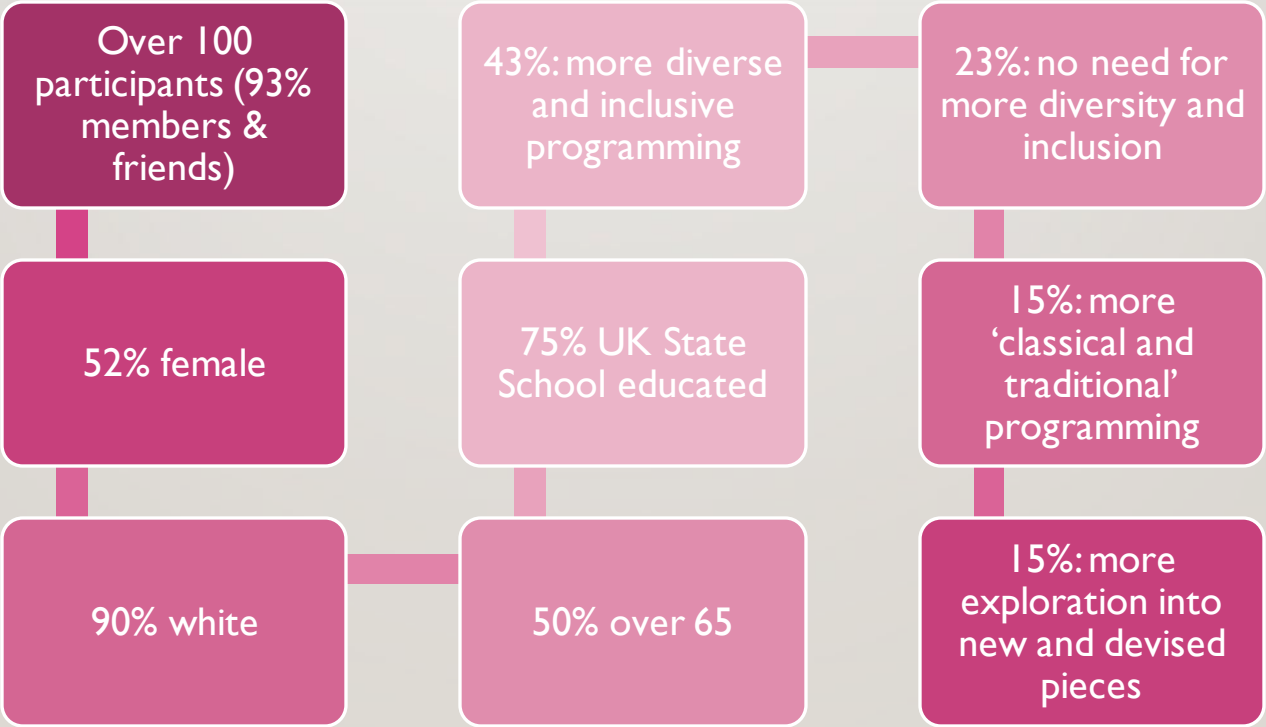 Over 100
participants (93%
members &
friends)
52% female
90% white
50% over 65
75% UK State
School educated
43%: more diverse
and inclusive
programming
23%: no need for
more diversity and
inclusion
15%: more
‘classical and
traditional’
programming
15%: more
exploration into
new and devised
pieces